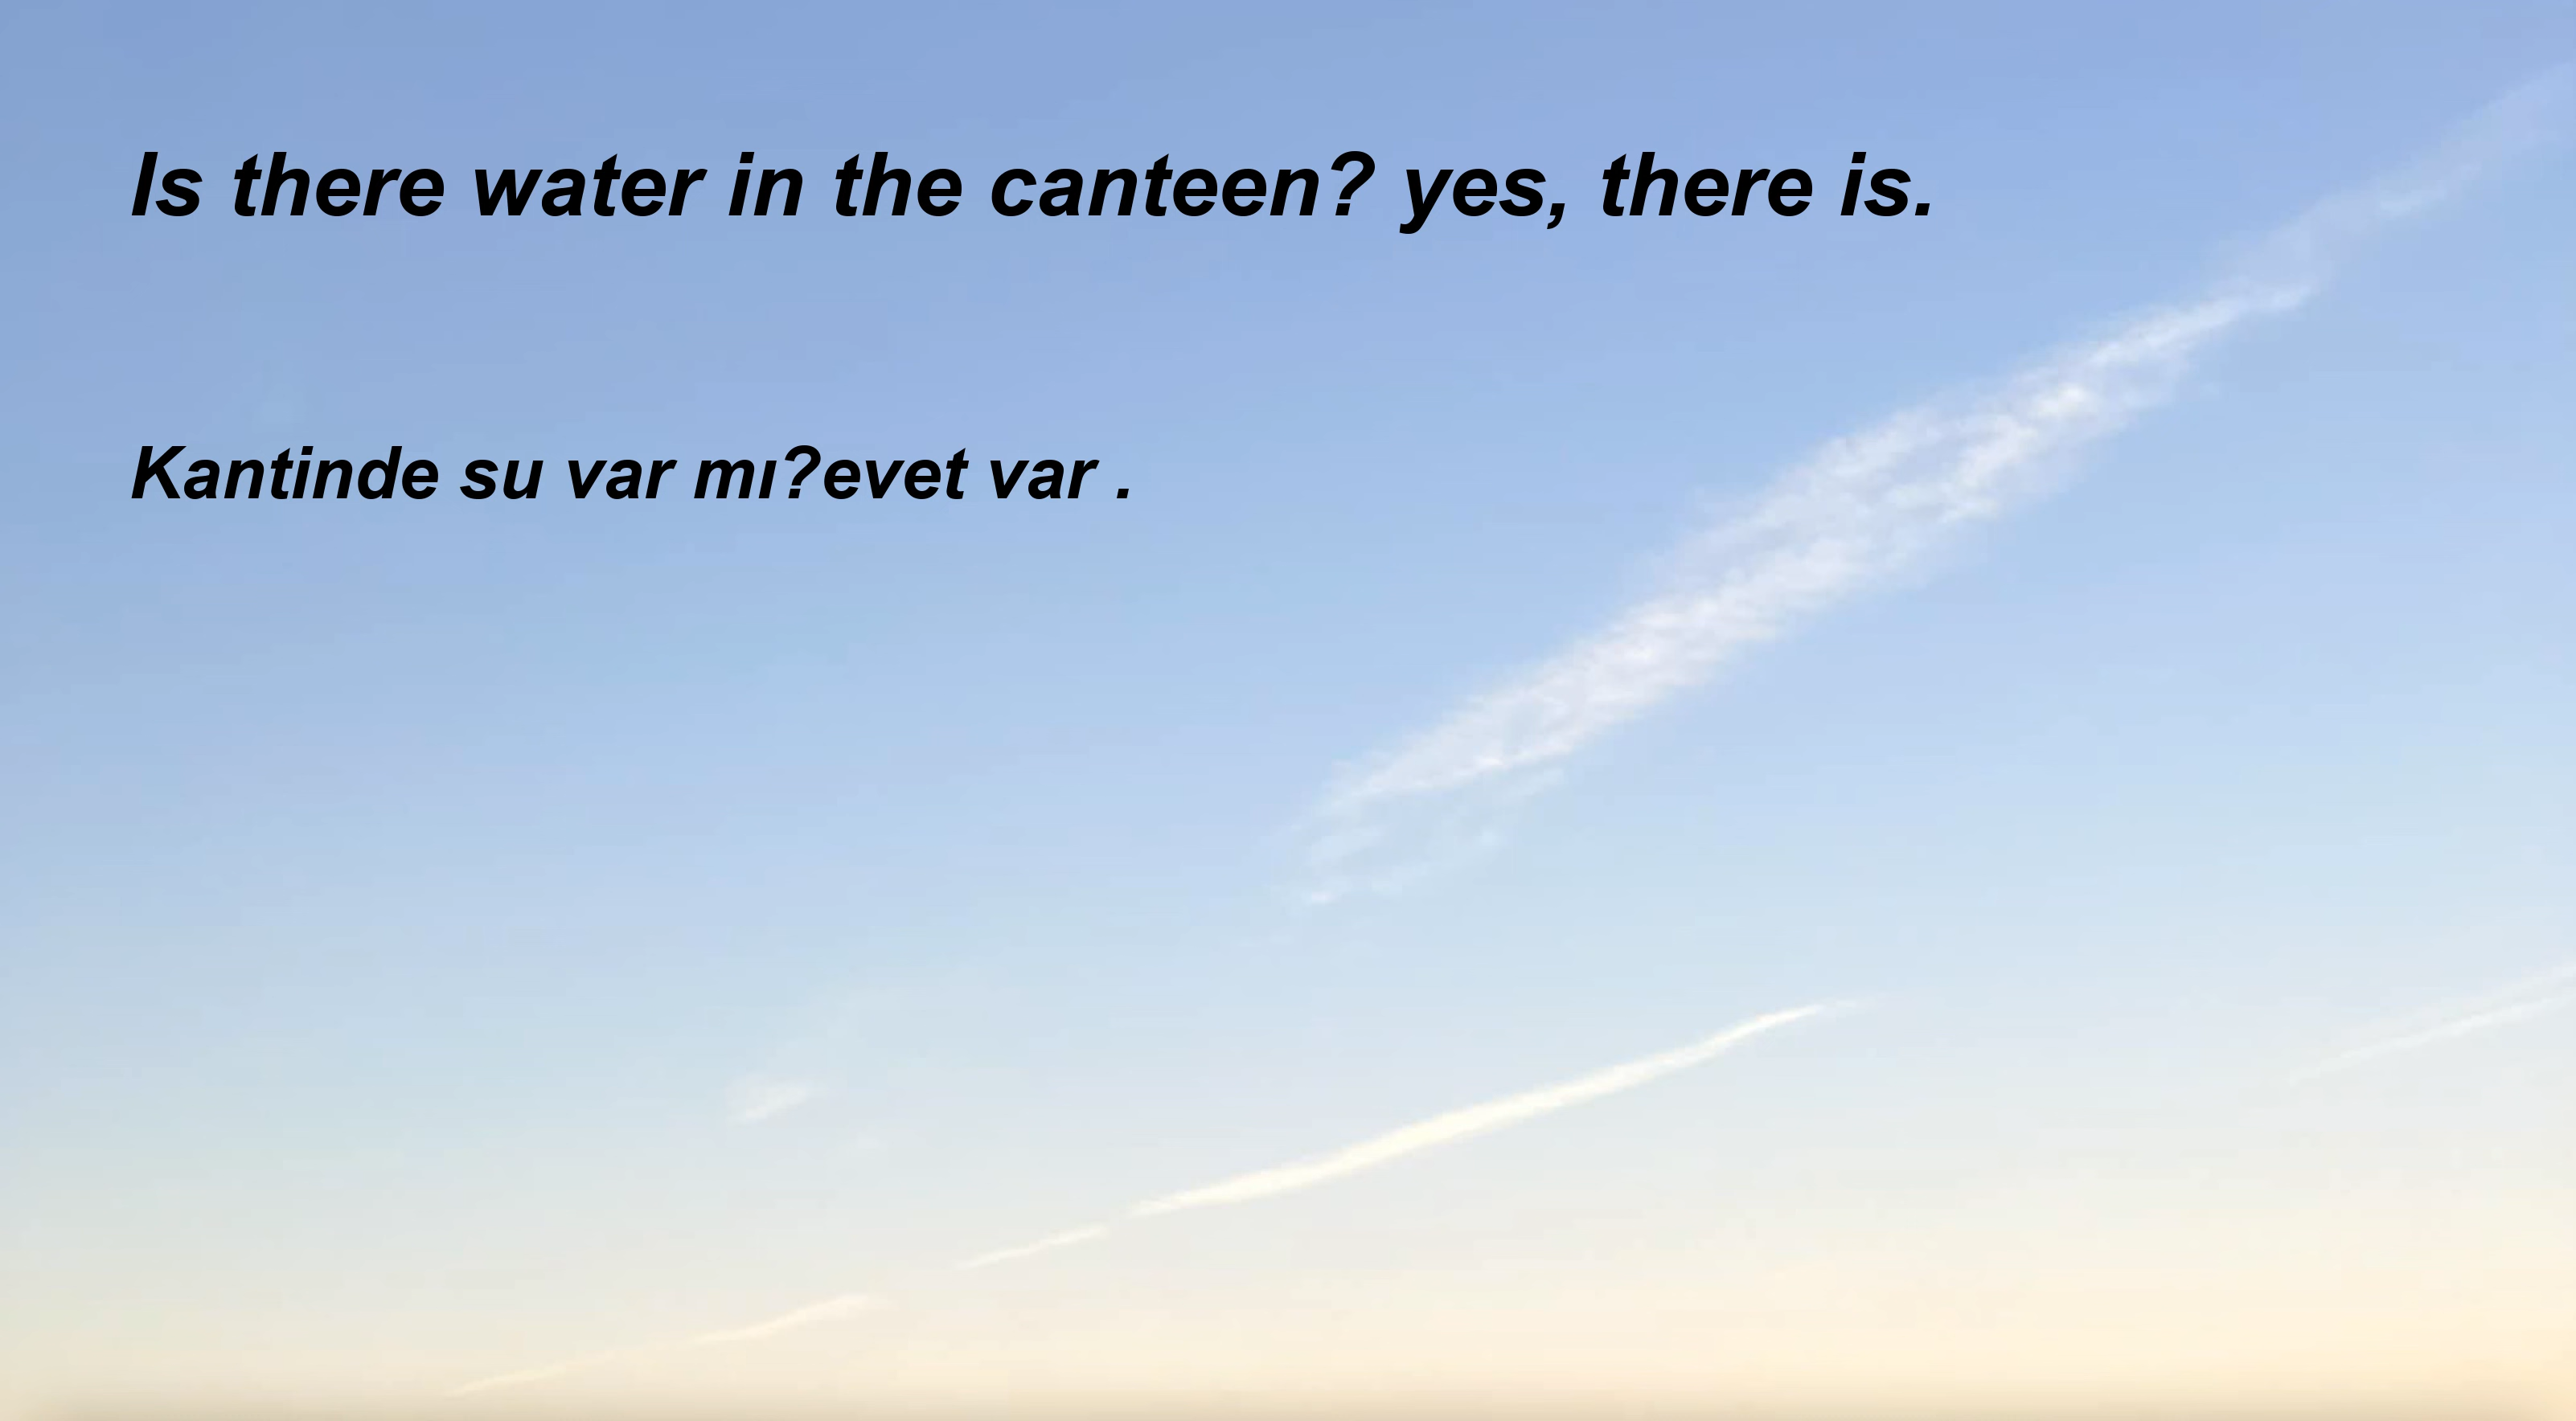 Is there water in the canteen? yes, there is.
Kantinde su var mı?evet var .